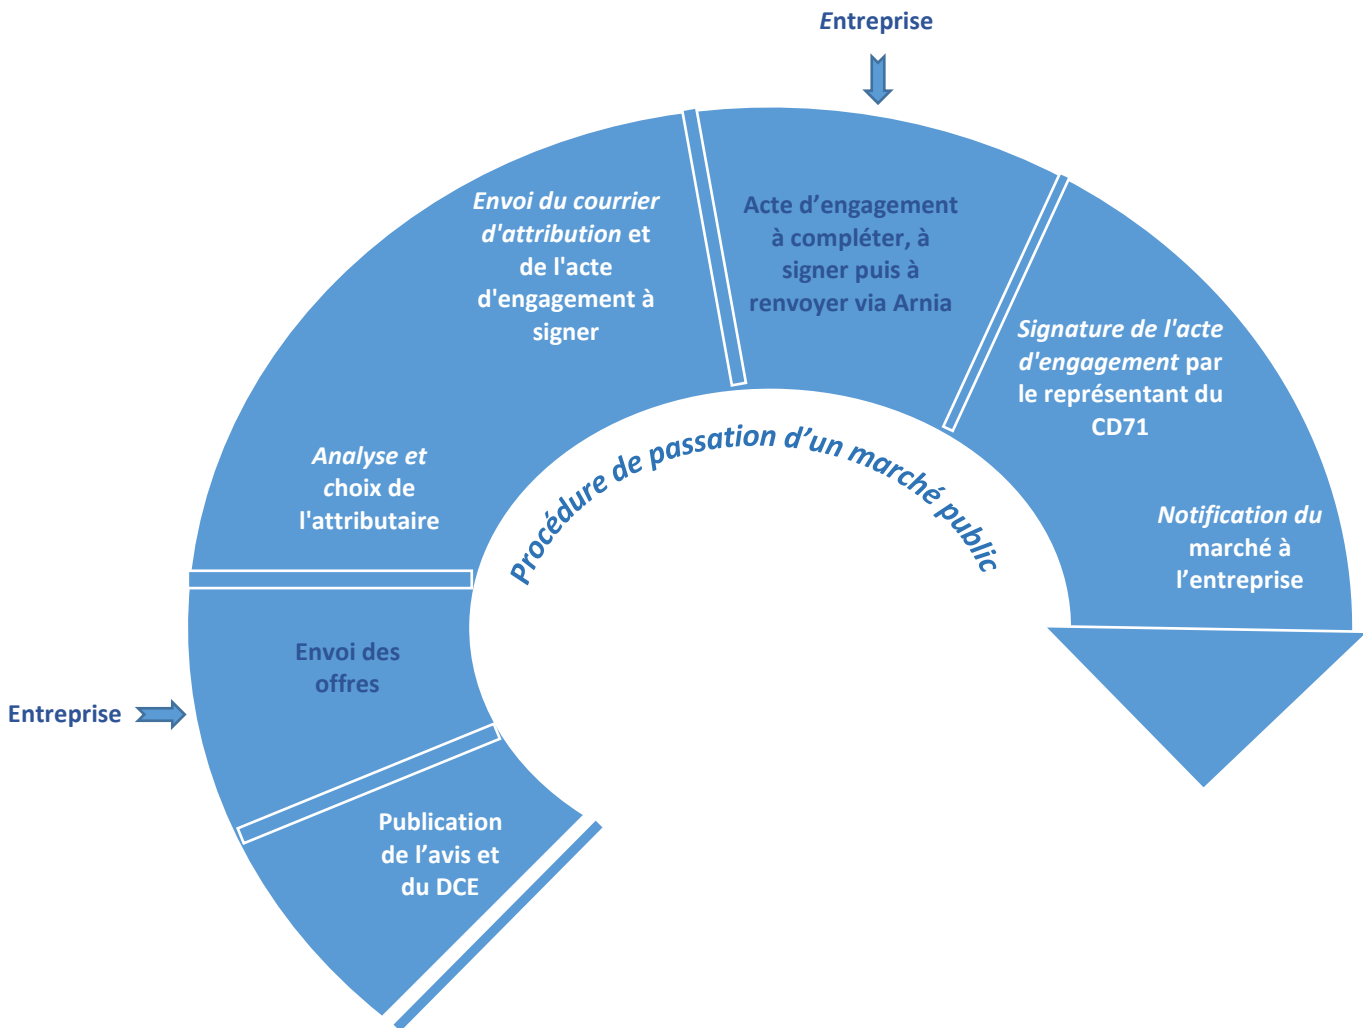 Entreprise
Envoi du courrier
d'attribution et
de l'acte
d'engagement à
signer
Acte d’engagement
à compléter, à
signer puis à
renvoyer via Arnia
Signature de l'acte
d'engagement par
le représentant du
CD71
Analyse et
choix de
l'attributaire
Procédure de passation d’un marché public
Notification du
marché à
l’entreprise
Envoi des
offres
Entreprise
Publication
de l’avis et
du DCE